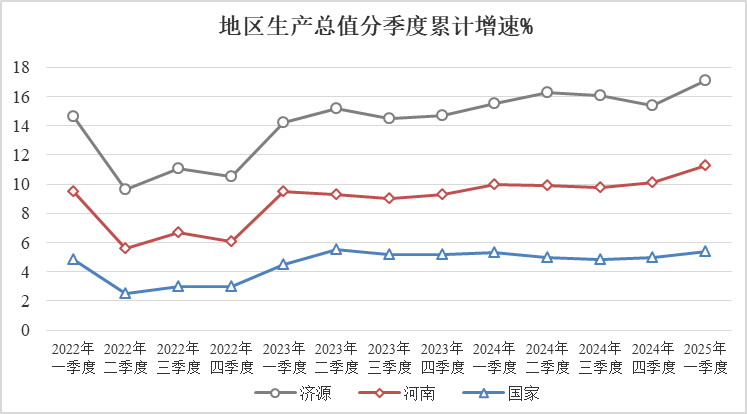 地区生产总值分季度累计增速%
18
16
14
12
10
8
6
4
2
0
2022年 2022年 2022年 2022年 2023年 2023年 2023年 2023年 2024年 2024年 2024年 2024年 2025年
一季度 二季度 三季度 四季度 一季度 二季度 三季度 四季度 一季度 二季度 三季度 四季度 一季度
济源 河南 国家